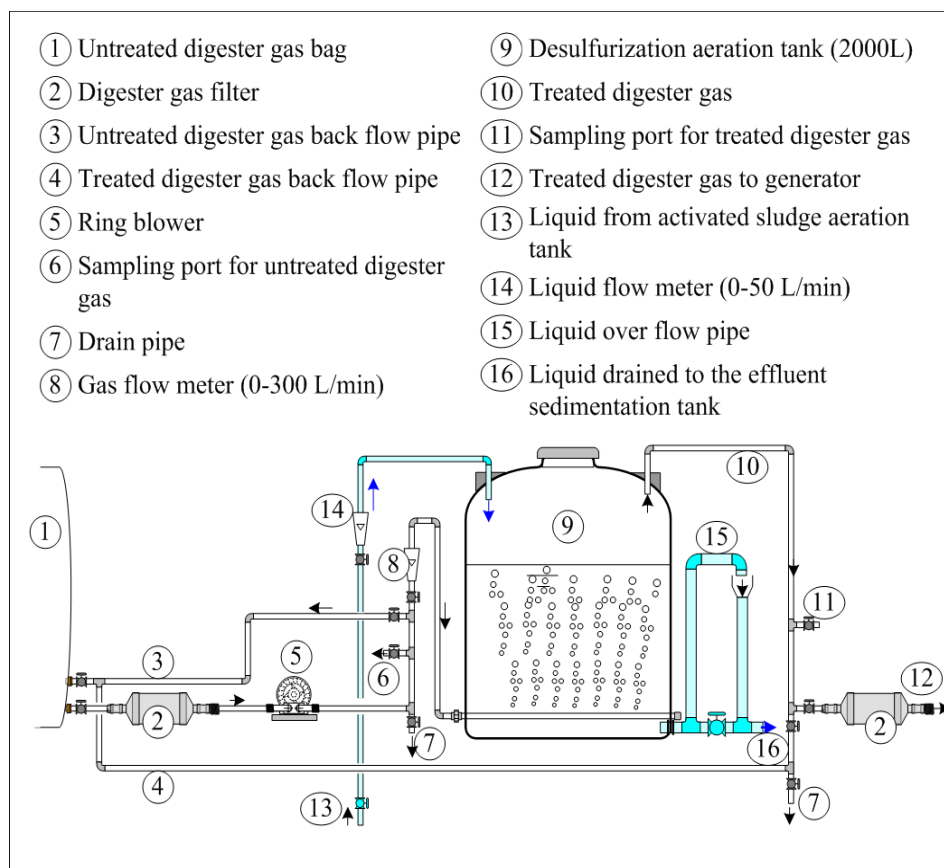 ① Untreated digester gas bag
② Digester gas filter
③ Untreated digester gas back flow pipe
④ Treated digester gas back flow pipe
⑤ Ring blower
⑥ Sampling port for untreated digester
gas
⑦ Drain pipe
⑧ Gas flow meter (0-300 L/min)
⑨ Desulfurization aeration tank (2000L)
⑩ Treated digester gas
⑪ Sampling port for treated digester gas
⑫ Treated digester gas to generator
⑬ Liquid from activated sludge aeration
tank
⑭ Liquid flow meter (0-50 L/min)
⑮ Liquid over flow pipe
⑯ Liquid drained to the effluent
sedimentation tank
⑩
⑭
⑨
①
⑮
⑧
⑪
③
⑤
⑥
⑫
②
⑦
⑯
②
④
⑬
⑦